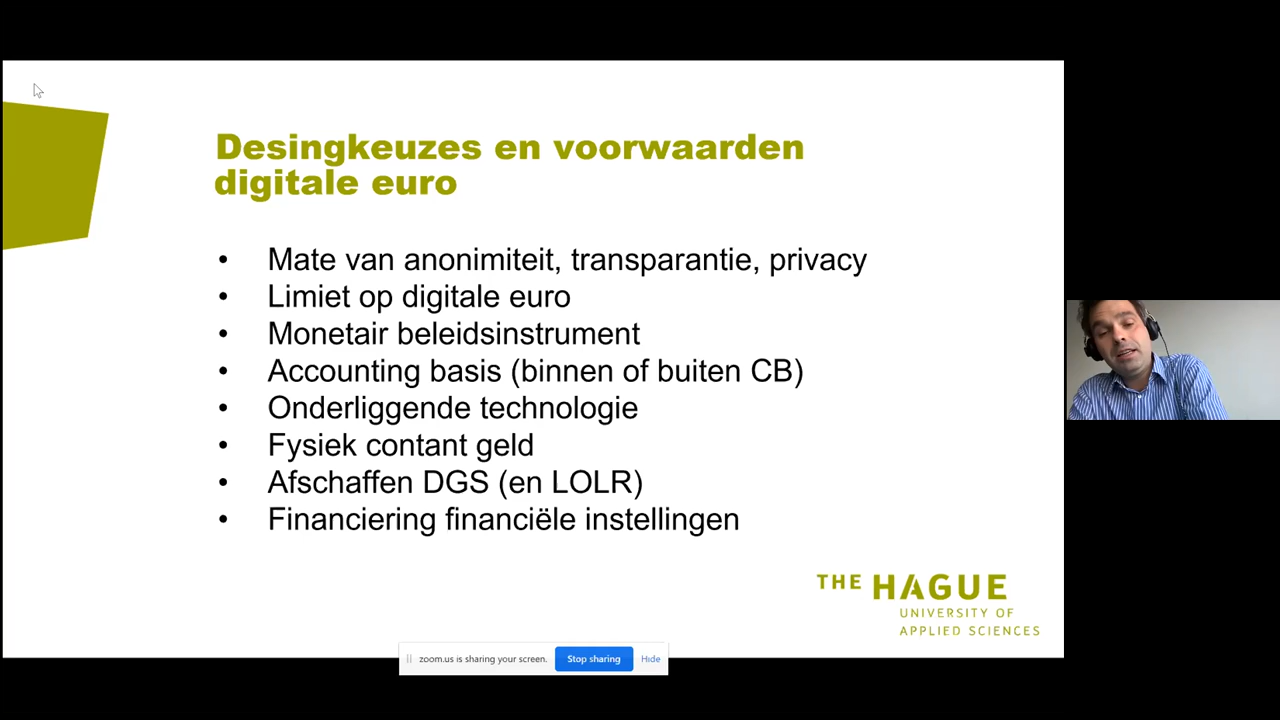 Desingkeuzes en voorwaarden
digitale euro
• Mate van anonimiteit, transparantie, privacy
• Limiet op digitale euro
• Monetair beleidsinstrument
• Accounting basis (binnen of buiten CB)
• Onderliggende technologie
• Fysiek contant geld
• Afschaffen DGS (en LOLR)
• Financiering financiële instellingen
THE HAGUE
UNIVERSITY OF
APPLIED SCIENCES
zoom.us is sharing your screen. Stop sharing Hide